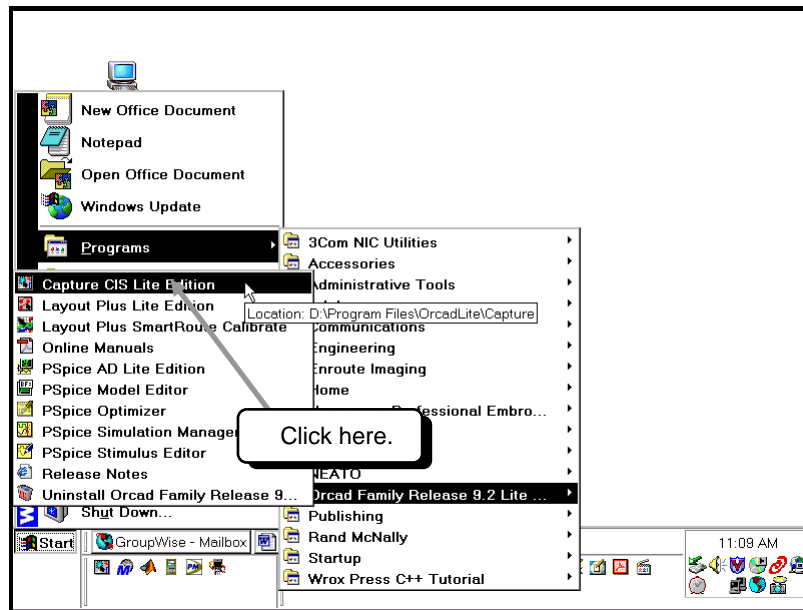 New Office Document
Notepad
Open Office Document
Windows Update
Programs
Shut Down...
3Com NIC Utilities
Accessories
Administrative Tools
Communications
Engineering
Enroute Imaging
Home
Professional Embro...
NEATO
Orcad Family Release 9.2 Lite ...
Publishing
Rand McNally
Startup
Wrox Press C++ Tutorial
Capture CIS Lite Edition
Layout Plus Lite Edition
Layout Plus SmartRoute Calibrate
Online Manuals
PSpice AD Lite Edition
PSpice Model Editor
PSpice Optimizer
PSpice Simulation Manager
PSpice Stimulus Editor
Release Notes
Uninstall Orcad Family Release 9...
Location: D:\Program Files\OrcadLite\Capture
Click here.
Start
GroupWise - Mailbox
11:09 AM